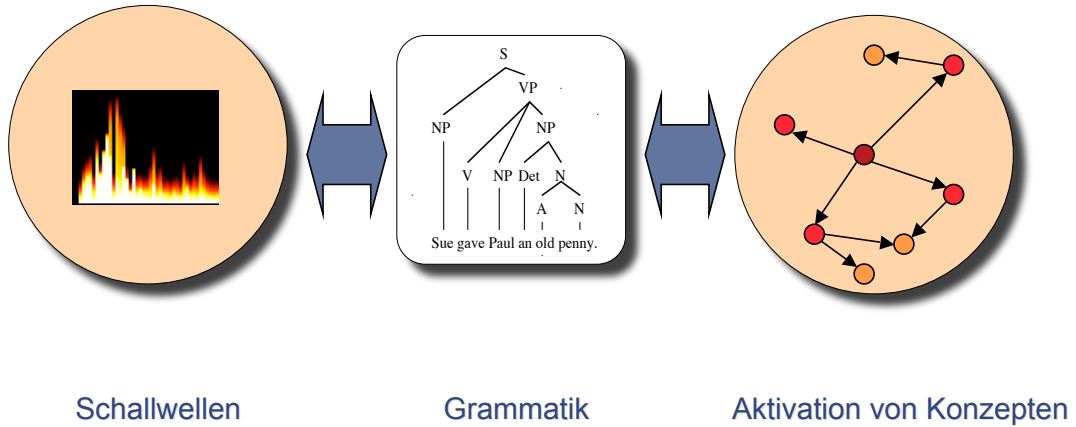 S
VP
NP
NP
V
NP
Det
N
A
N
Sue gave Paul an old penny.
Schallwellen
Grammatik
Aktivation von Konzepten